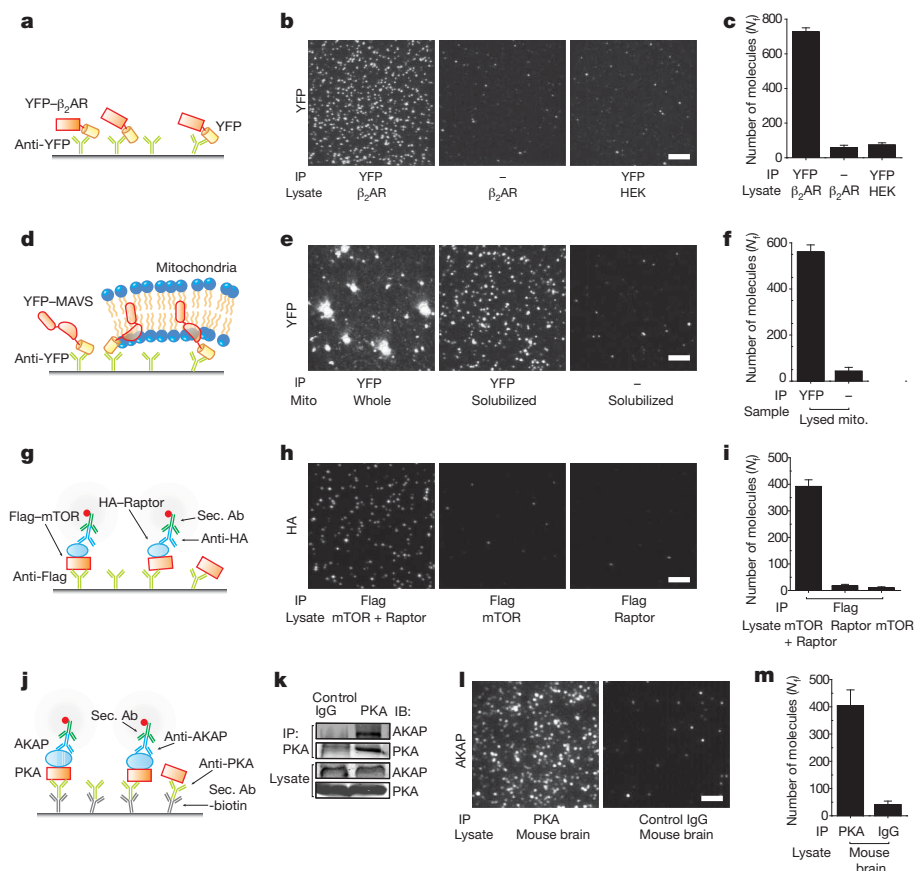 a
YFP–β2AR
Anti-YFP
YFP
b
YFP
IP YFP – YFP
Lysate β2AR β2AR HEK
c
Number of molecules (Nf)
800
600
400
200
0
IP YFP – YFP
Lysate β2AR β2AR HEK
d
Mitochondria
YFP–MAVS
Anti-YFP
e
YFP
IP YFP YFP –
Mito Whole Solubilized Solubilized
f
Number of molecules (Nf)
600
400
200
0
IP YFP –
Sample
Lysed mito.
g
HA–Raptor
Flag–mTOR
Sec. Ab
Anti-HA
Anti-Flag
h
HA
IP Flag Flag Flag
Lysate mTOR + Raptor mTOR Raptor
i
Number of molecules (Nf)
500
400
300
200
100
0
IP Flag
Lysate mTOR Raptor mTOR
+ Raptor
j
Sec. Ab
AKAP
Anti-AKAP
PKA
Anti-PKA
Sec. Ab
-biotin
k
Control
IgG PKA IB:
IP: AKAP
PKA PKA
Lysate AKAP
PKA
l
AKAP
IP PKA Control IgG
Lysate Mouse brain Mouse brain
m
Number of molecules (Nf)
500
400
300
200
100
0
IP PKA IgG
Lysate Mouse
brain